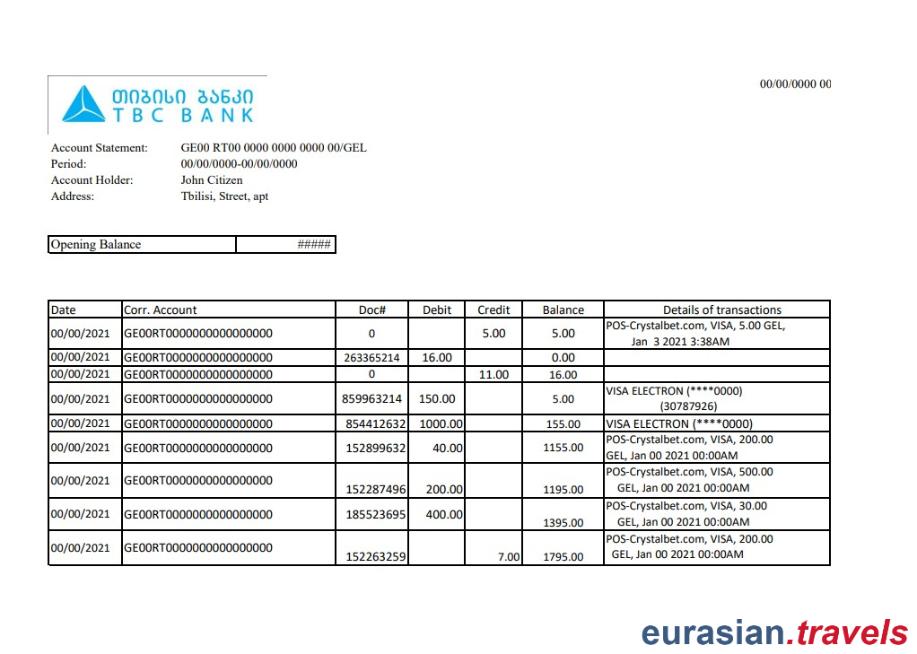 00/00/0000 00
თიბისი ბანკი
TBC BANK
Account Statement: GE00 RT00 0000 0000 0000 00/GEL
Period: 00/00/0000-00/00/0000
Account Holder: John Citizen
Address: Tbilisi, Street, apt
Opening Balance #####
Date Corr. Account Doc# Debit Credit Balance Details of transactions
00/00/2021 GE00RT0000000000000000 0 5.00 5.00 POS-Crystalbet.com, VISA, 5.00 GEL,
Jan 3 2021 3:38AM
00/00/2021 GE00RT0000000000000000 263365214 16.00 0.00
00/00/2021 GE00RT0000000000000000 0 11.00 16.00
00/00/2021 GE00RT0000000000000000 859963214 150.00 5.00 VISA ELECTRON (****0000)
(30787926)
00/00/2021 GE00RT0000000000000000 854412632 1000.00 155.00 VISA ELECTRON (****0000)
00/00/2021 GE00RT0000000000000000 152899632 40.00 1155.00 POS-Crystalbet.com, VISA, 200.00
GEL, Jan 00 2021 00:00AM
00/00/2021 GE00RT0000000000000000 152287496 200.00 1195.00 POS-Crystalbet.com, VISA, 500.00
GEL, Jan 00 2021 00:00AM
00/00/2021 GE00RT0000000000000000 185523695 400.00 1395.00 POS-Crystalbet.com, VISA, 30.00
GEL, Jan 00 2021 00:00AM
00/00/2021 GE00RT0000000000000000 152263259 7.00 1795.00 POS-Crystalbet.com, VISA, 200.00
GEL, Jan 00 2021 00:00AM
eurasian.travels